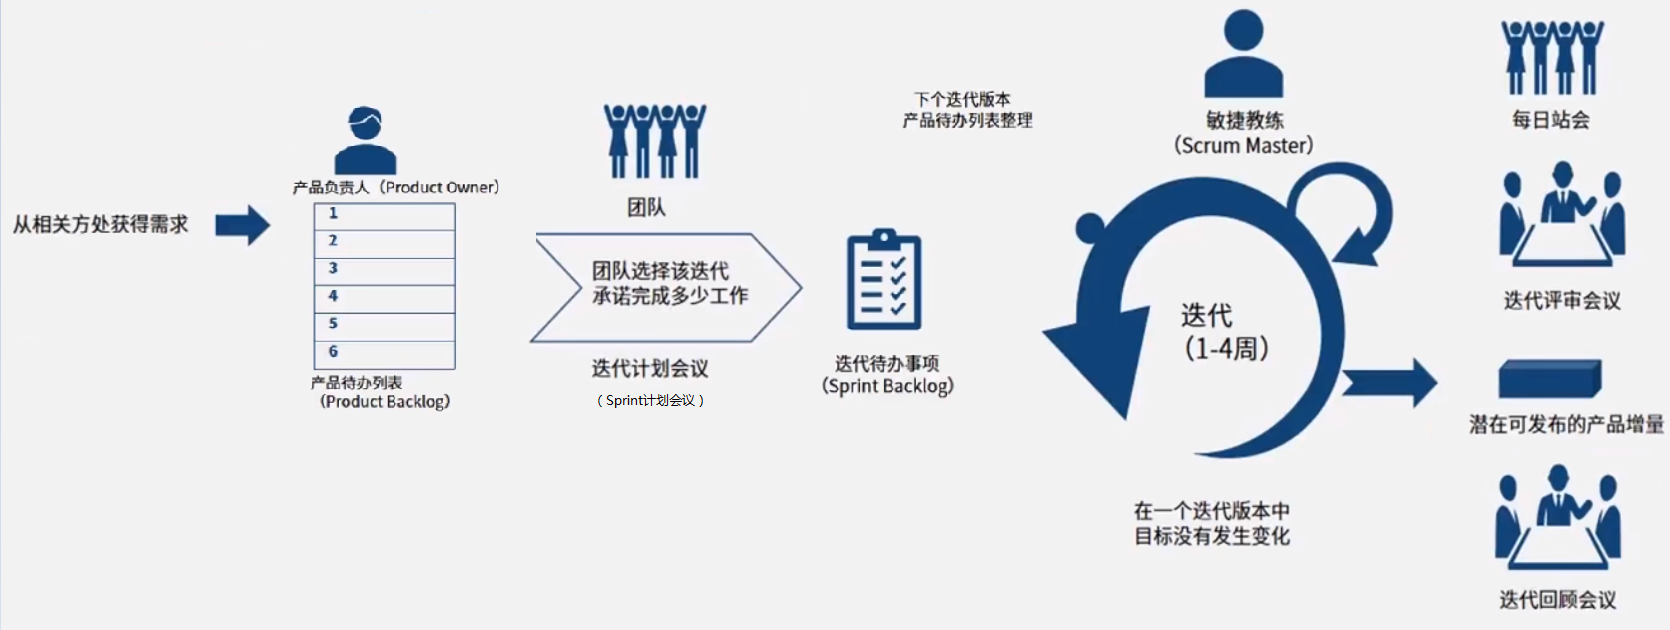 从相关方处获得需求
产品负责人（Product Owner）
1
2
3
4
5
6
产品待办列表
（Product Backlog）
团队
团队选择该迭代
承诺完成多少工作
迭代计划会议
（Sprint计划会议）
迭代待办事项
（Sprint Backlog）
下个迭代版本
产品待办列表整理
敏捷教练
（Scrum Master）
迭代
（1-4周）
在一个迭代版本中
目标没有发生变化
每日站会
迭代评审会议
潜在可发布的产品增量
迭代回顾会议